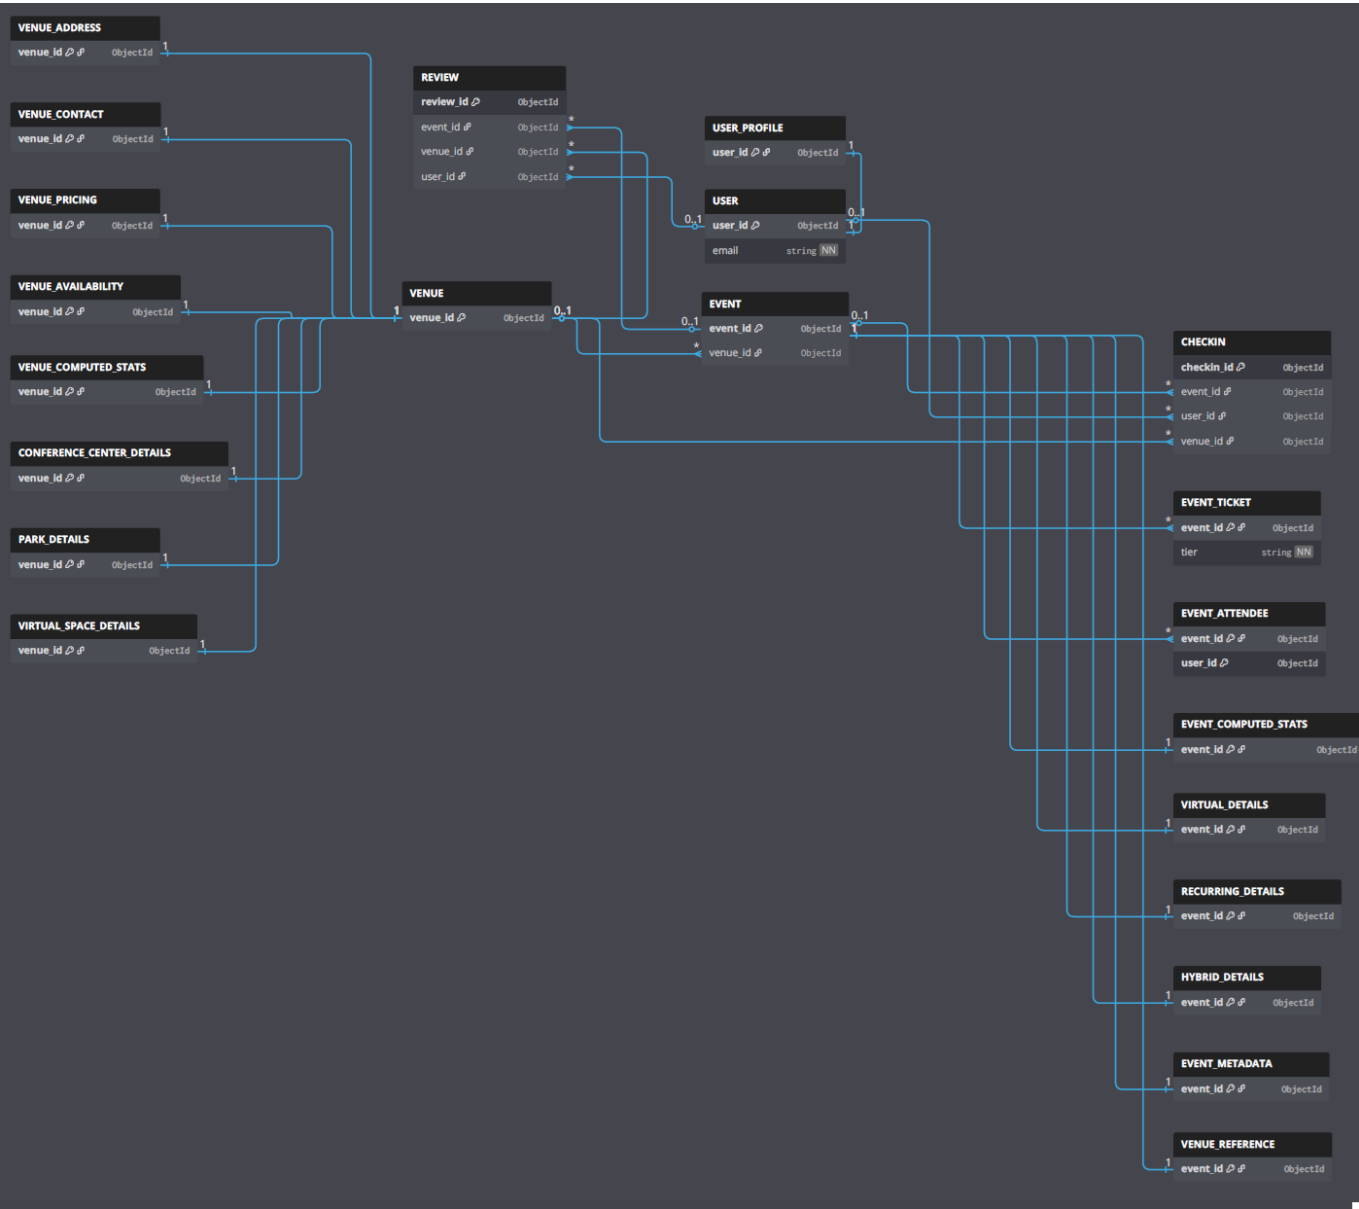 VENUE_ADDRESS
venue_id ObjectId
1
VENUE_CONTACT
venue_id ObjectId
1
VENUE_PRICING
venue_id ObjectId
1
VENUE_AVAILABILITY
venue_id ObjectId
1
VENUE_COMPUTED_STATS
venue_id ObjectId
1
CONFERENCE_CENTER_DETAILS
venue_id ObjectId
1
PARK_DETAILS
venue_id ObjectId
1
VIRTUAL_SPACE_DETAILS
venue_id ObjectId
1
REVIEW
review_id ObjectId
event_id ObjectId *
venue_id ObjectId *
user_id ObjectId *
VENUE
1 venue_id ObjectId 0..1
USER_PROFILE
user_id ObjectId 1
USER
0..1 user_id ObjectId 0..1
1
email string NN
EVENT
0..1 event_id ObjectId 0..1
1
* venue_id ObjectId
CHECKIN
checkin_id ObjectId
* event_id ObjectId
* user_id ObjectId
* venue_id ObjectId
EVENT_TICKET
* event_id ObjectId
tier string NN
EVENT_ATTENDEE
* event_id ObjectId
user_id ObjectId
EVENT_COMPUTED_STATS
1 event_id ObjectId
VIRTUAL_DETAILS
1 event_id ObjectId
RECURRING_DETAILS
1 event_id ObjectId
HYBRID_DETAILS
1 event_id ObjectId
EVENT_METADATA
1 event_id ObjectId
VENUE_REFERENCE
1 event_id ObjectId